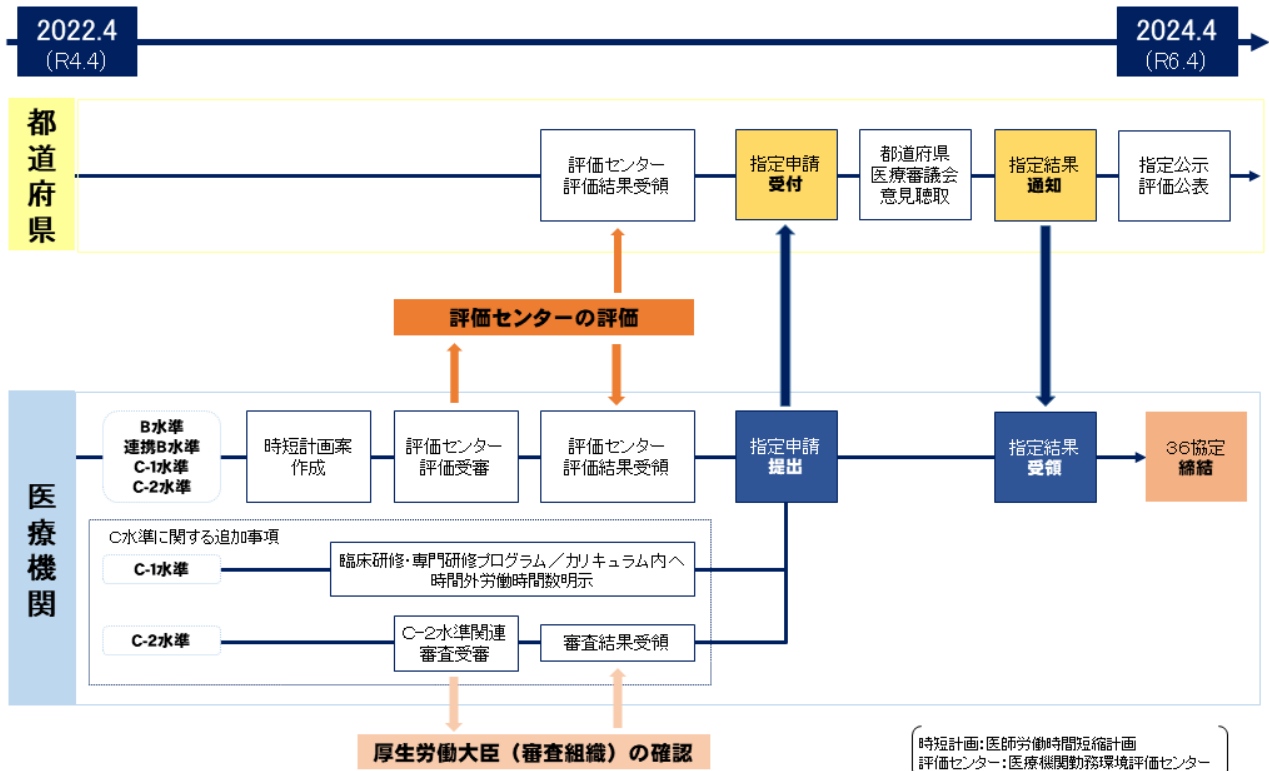 2022.4
(R4.4)
2024.4
(R6.4)
都道府県
評価センター
評価結果受領
指定申請
受付
都道府県
医療審議会
意見聴取
指定結果
通知
指定公示
評価公表
評価センターの評価
医療機関
B水準
連携B水準
C-1水準
C-2水準
時短計画案
作成
評価センター
評価受審
評価センター
評価結果受領
指定申請
提出
指定結果
受領
36協定
締結
C水準に関する追加事項
C-1水準
臨床研修・専門研修プログラム／カリキュラム内へ
時間外労働時間数明示
C-2水準
C-2水準関連
審査受審
審査結果受領
厚生労働大臣（審査組織）の確認
時短計画:医師労働時間短縮計画
評価センター:医療機関勤務環境評価センター